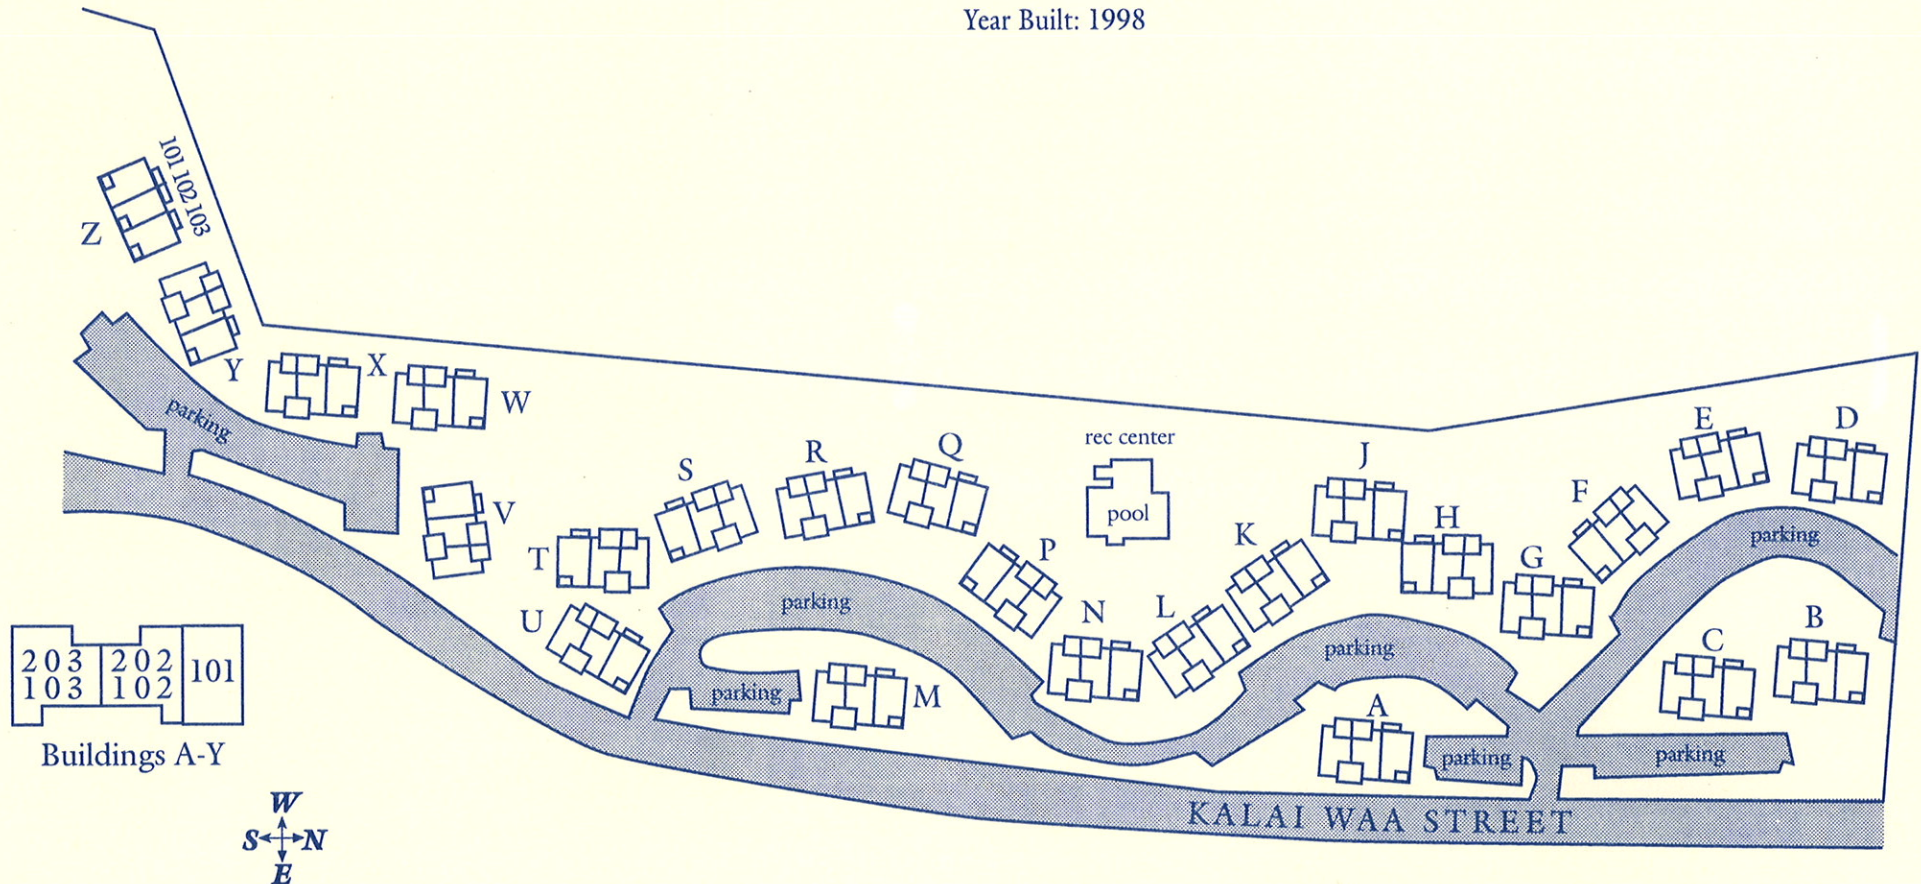 Year Built: 1998
101 102 103
Z
Y
X
W
parking
V
T
U
S
R
Q
rec center
pool
P
N
L
K
J
H
G
F
E
D
parking
B
C
parking
parking
M
parking
A
parking
parking
KALAI WAA STREET
203 202
103 102 101
Buildings A-Y
W
S N
E